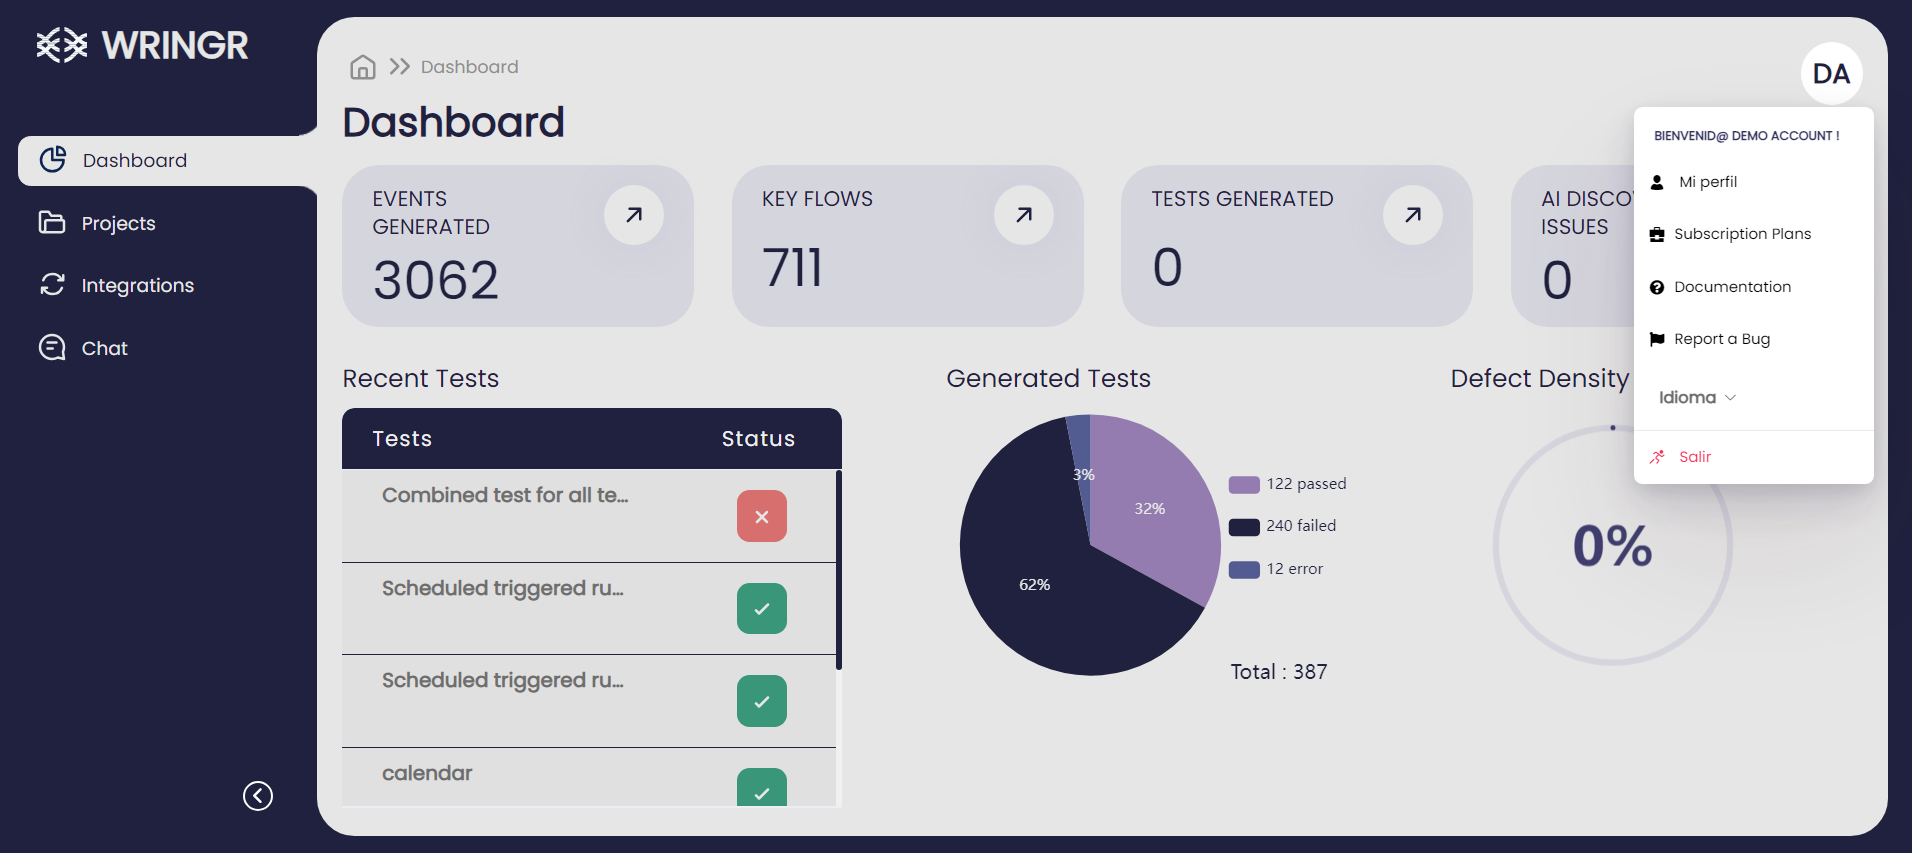 WRINGR
Dashboard
Projects
Integrations
Chat
Dashboard
Dashboard
DA
BIENVENID@ DEMO ACCOUNT !
Mi perfil
Subscription Plans
Documentation
Report a Bug
Idioma
Salir
EVENTS
GENERATED
3062
KEY FLOWS
711
TESTS GENERATED
0
AI DISCO
ISSUES
0
Recent Tests
Tests Status
Combined test for all te...
Scheduled triggered ru...
Scheduled triggered ru...
calendar
Generated Tests
3%
32%
62%
122 passed
240 failed
12 error
Total : 387
Defect Density
0%